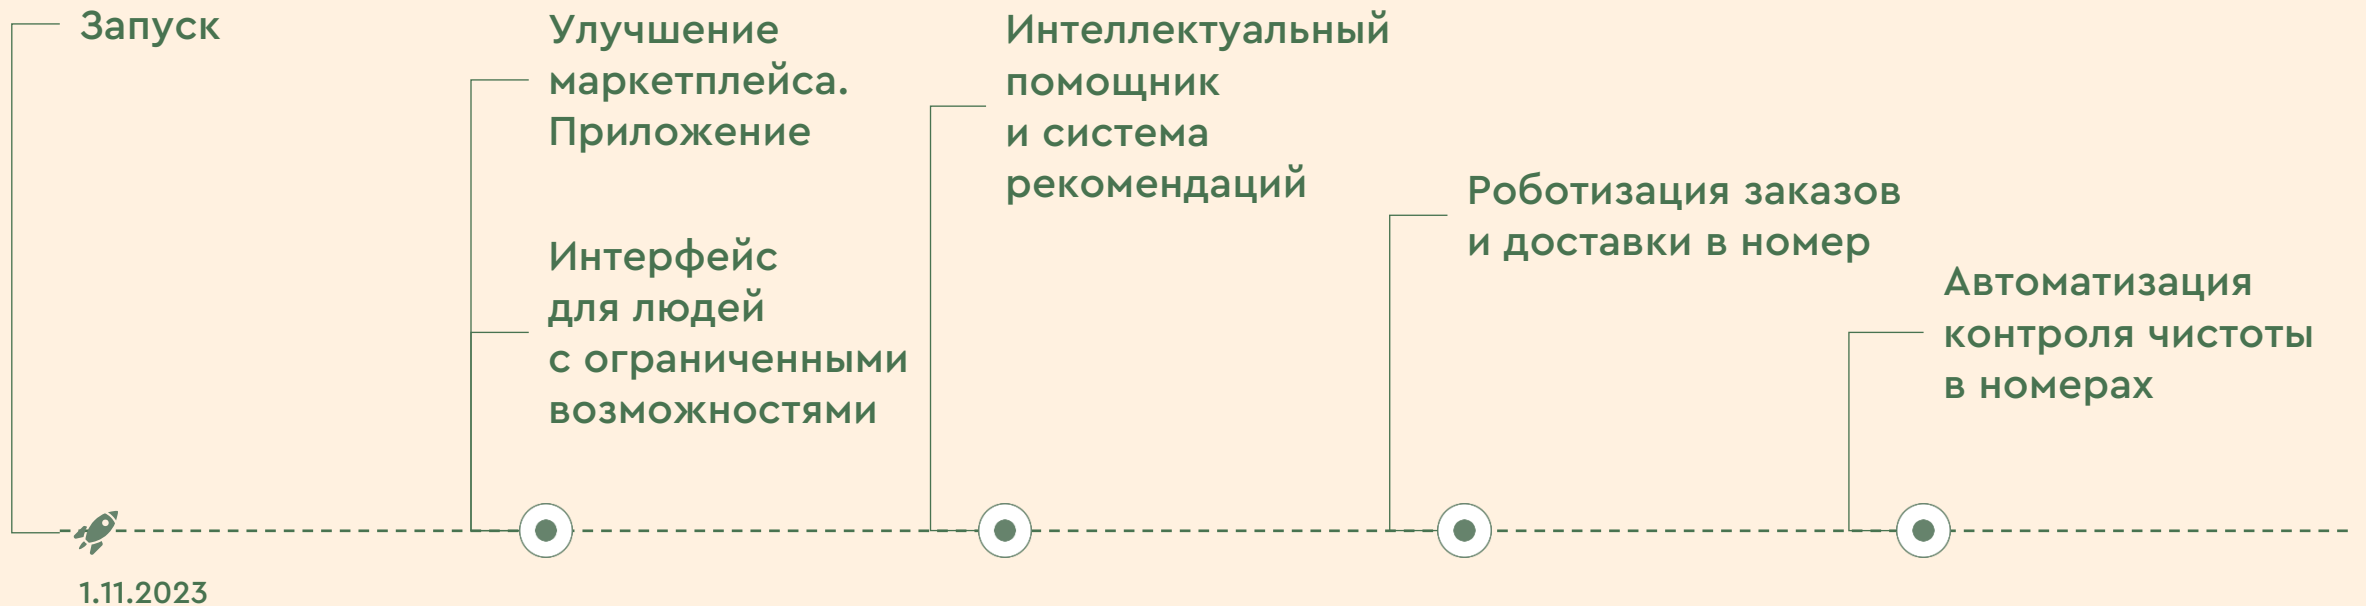 Запуск
Улучшение
маркетплейса.
Приложение
Интерфейс
для людей
с ограниченными
возможностями
Интеллектуальный
помощник
и система
рекомендаций
Роботизация заказов
и доставки в номер
Автоматизация
контроля чистоты
в номерах
1.11.2023